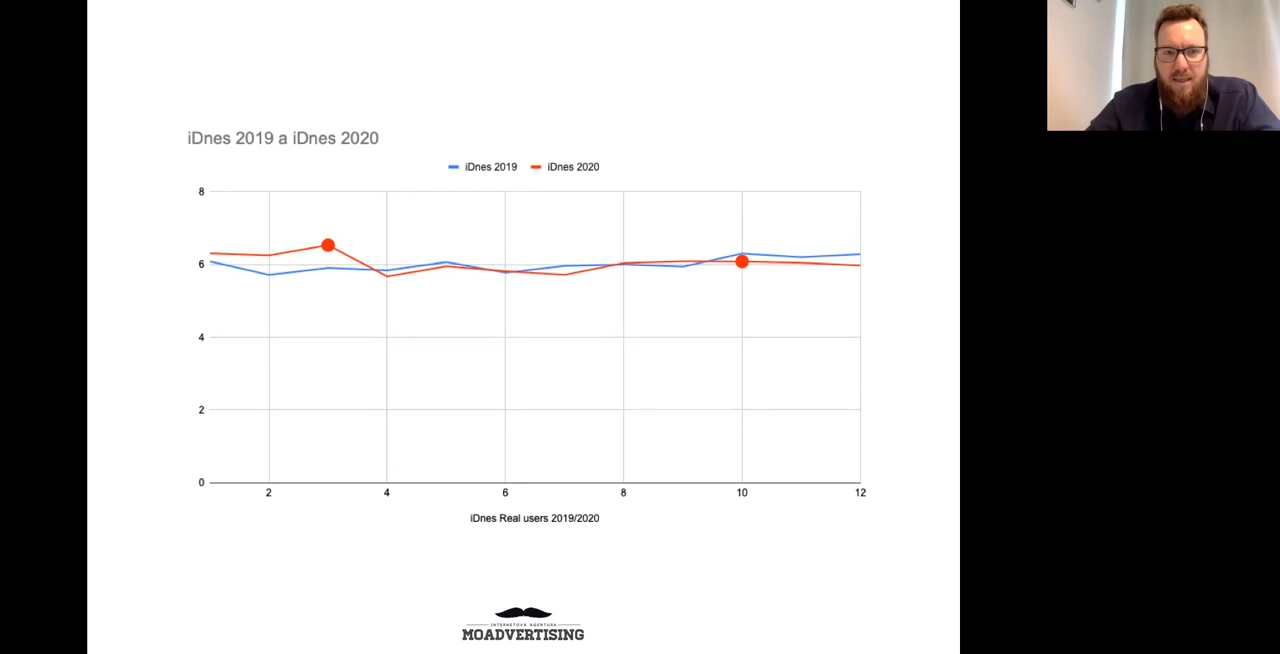 iDnes 2019 a iDnes 2020
iDnes 2019 iDnes 2020
8
6
4
2
0
2 4 6 8 10 12
iDnes Real users 2019/2020
INTERNETOVÁ AGENTURA
MOADVERTISING